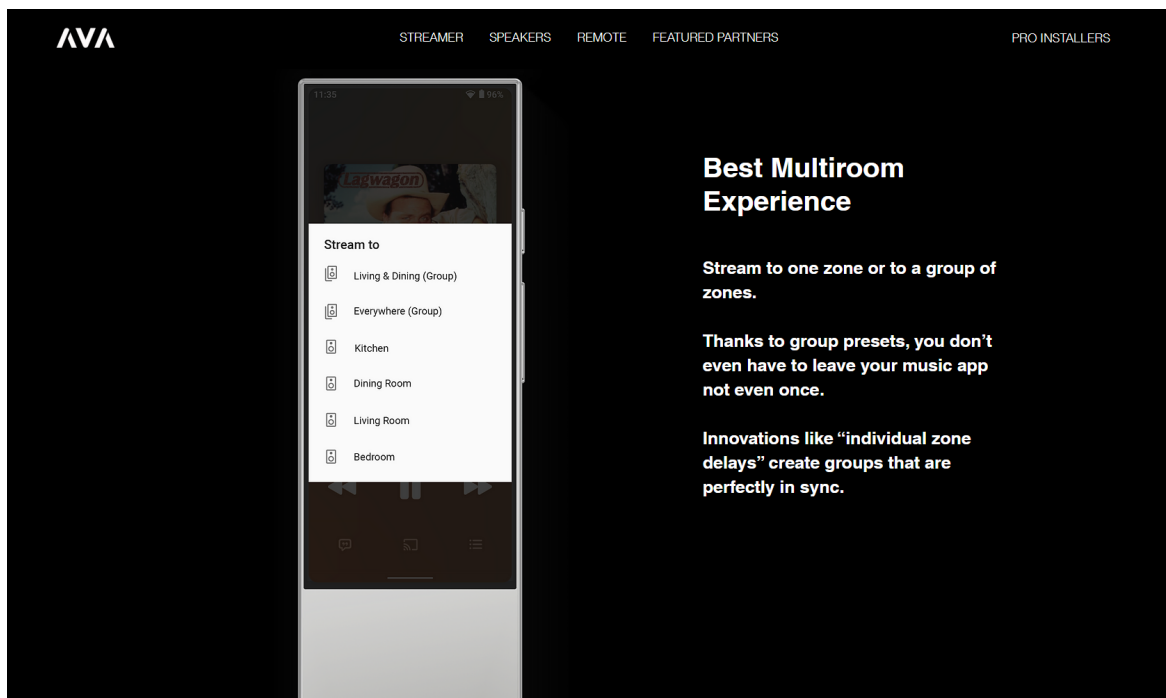 AVA
STREAMER SPEAKERS REMOTE FEATURED PARTNERS PRO INSTALLERS
11:35 96%
Lagwagon
Stream to
Living & Dining (Group)
Everywhere (Group)
Kitchen
Dining Room
Living Room
Bedroom
Best Multiroom
Experience
Stream to one zone or to a group of
zones.
Thanks to group presets, you don’t
even have to leave your music app
not even once.
Innovations like “individual zone
delays” create groups that are
perfectly in sync.